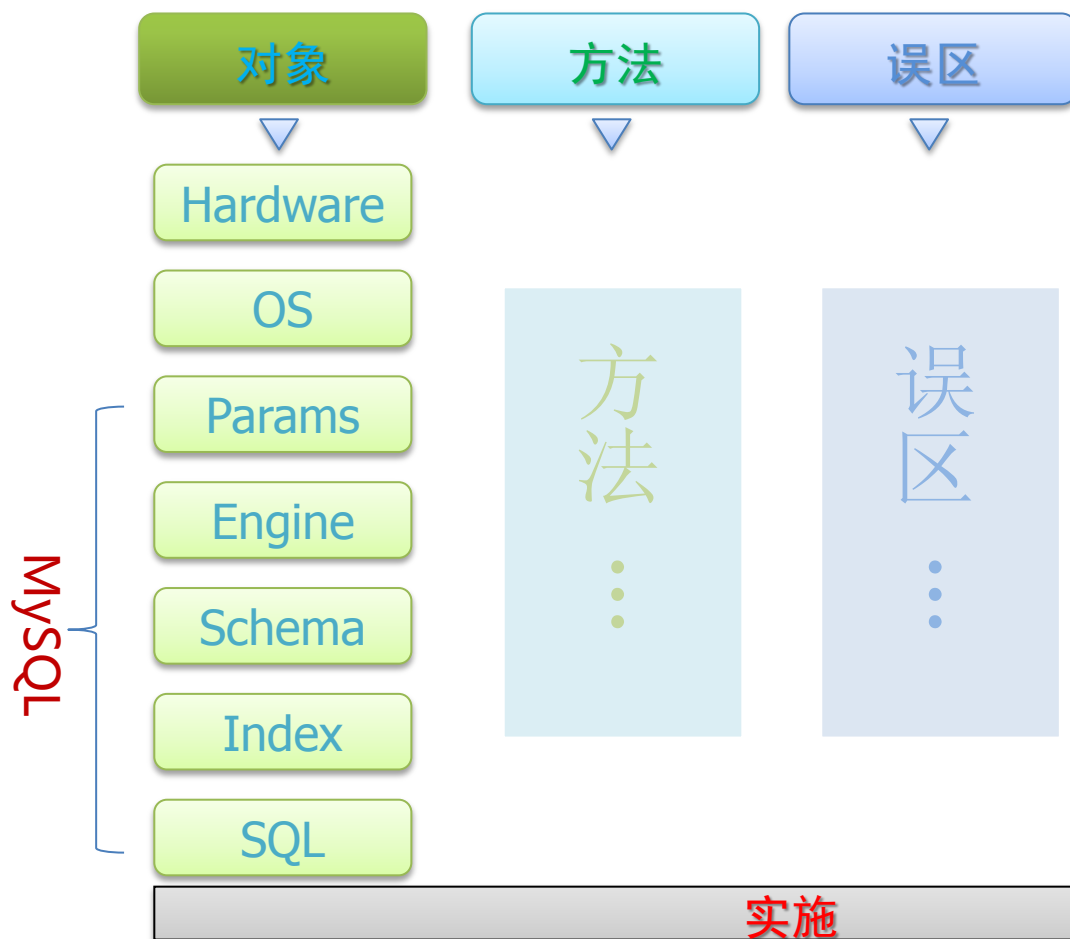 对象
方法
误区
Hardware
OS
Params
Engine
Schema
Index
SQL
MySQL
方
法
误
区
实施